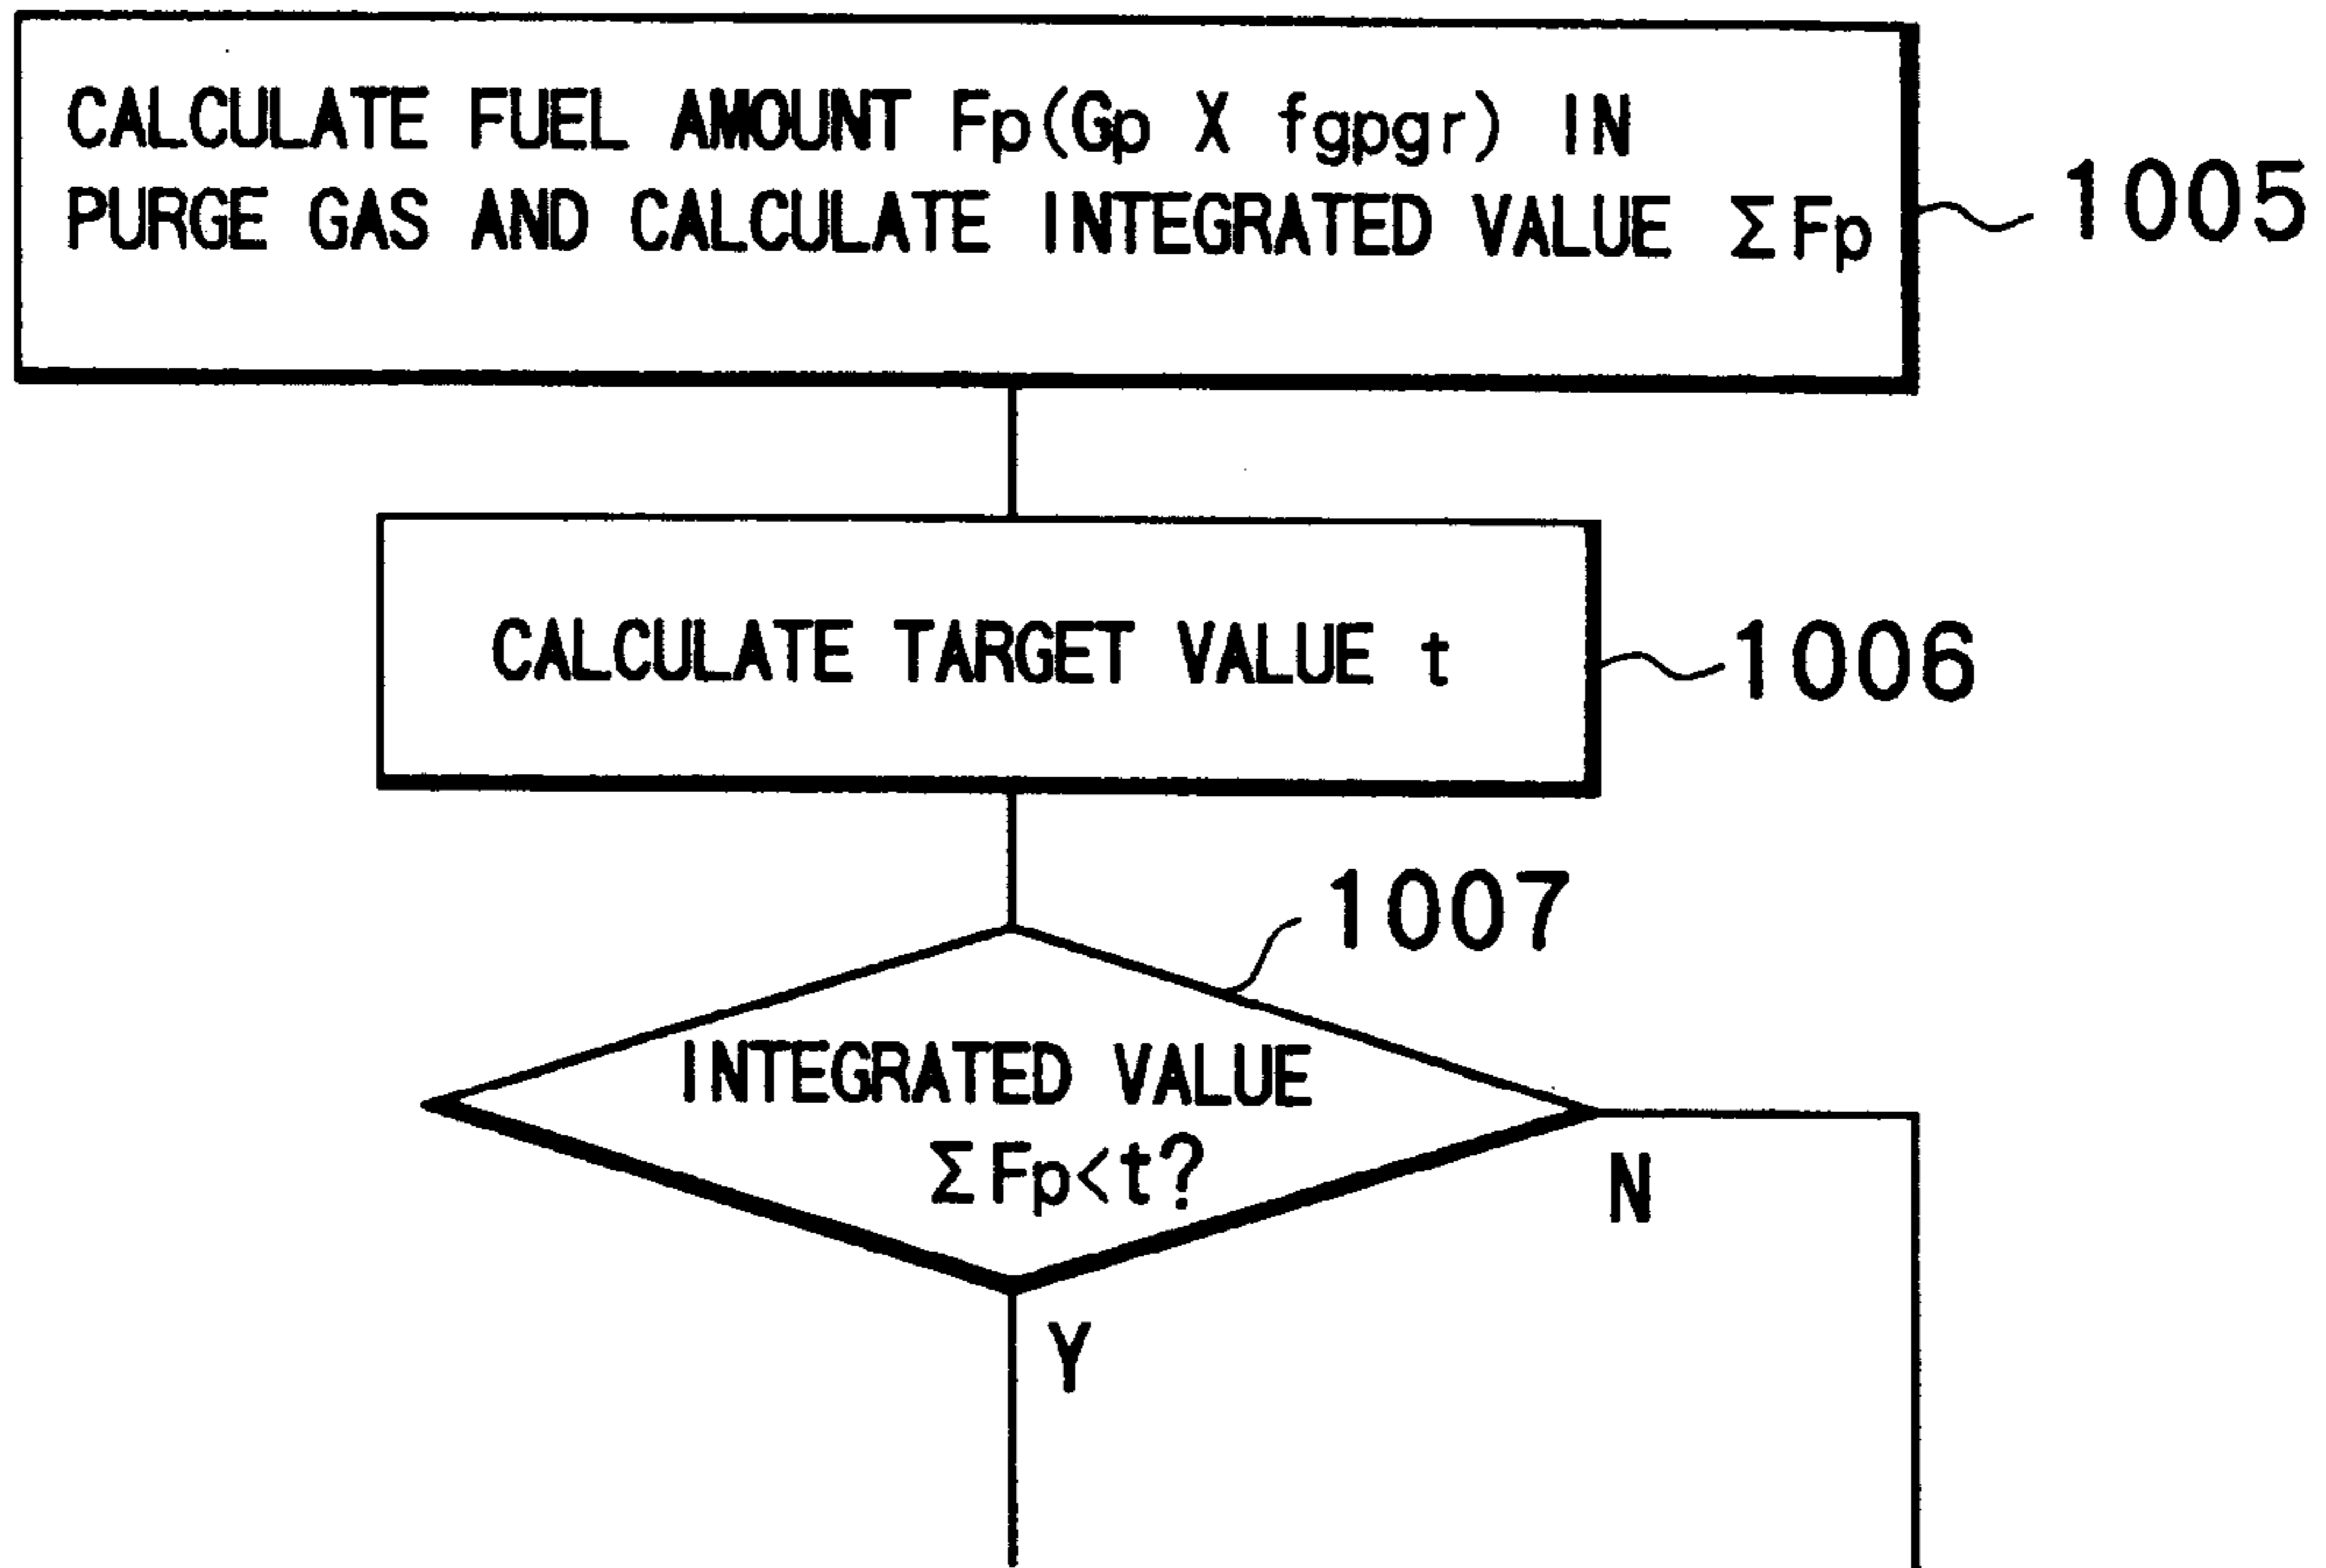 CALCULATE FUEL AMOUNT Fp(Gp X fgpgr) IN
PURGE GAS AND CALCULATE INTEGRATED VALUE ΣFp
1005
CALCULATE TARGET VALUE t
1006
1007
INTEGRATED VALUE
ΣFp<t?
N
Y